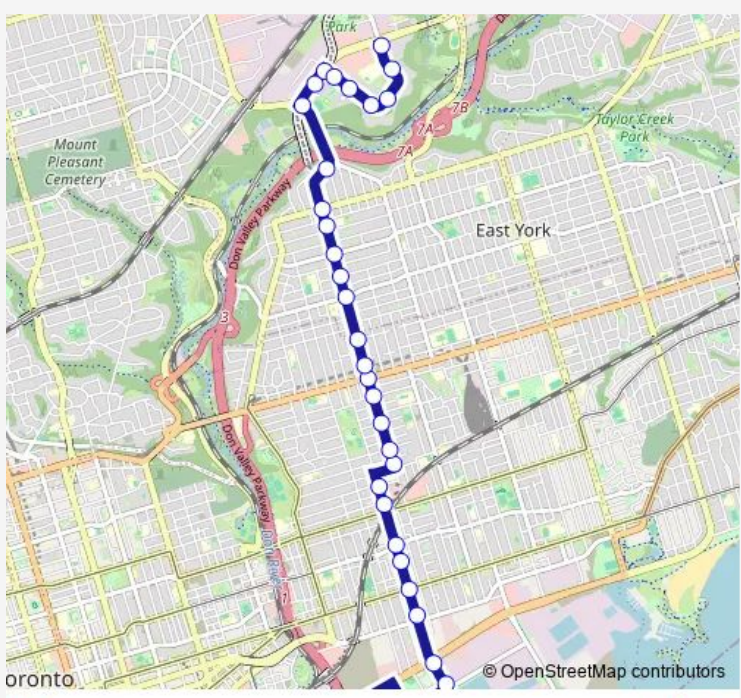 Park
7B
7A
Taylor Creek
Park
7A
Mount
Pleasant
Cemetery
Don Valley Parkway
East York
3
Don Valley Parkway
1
oronto
© OpenStreetMap contributors